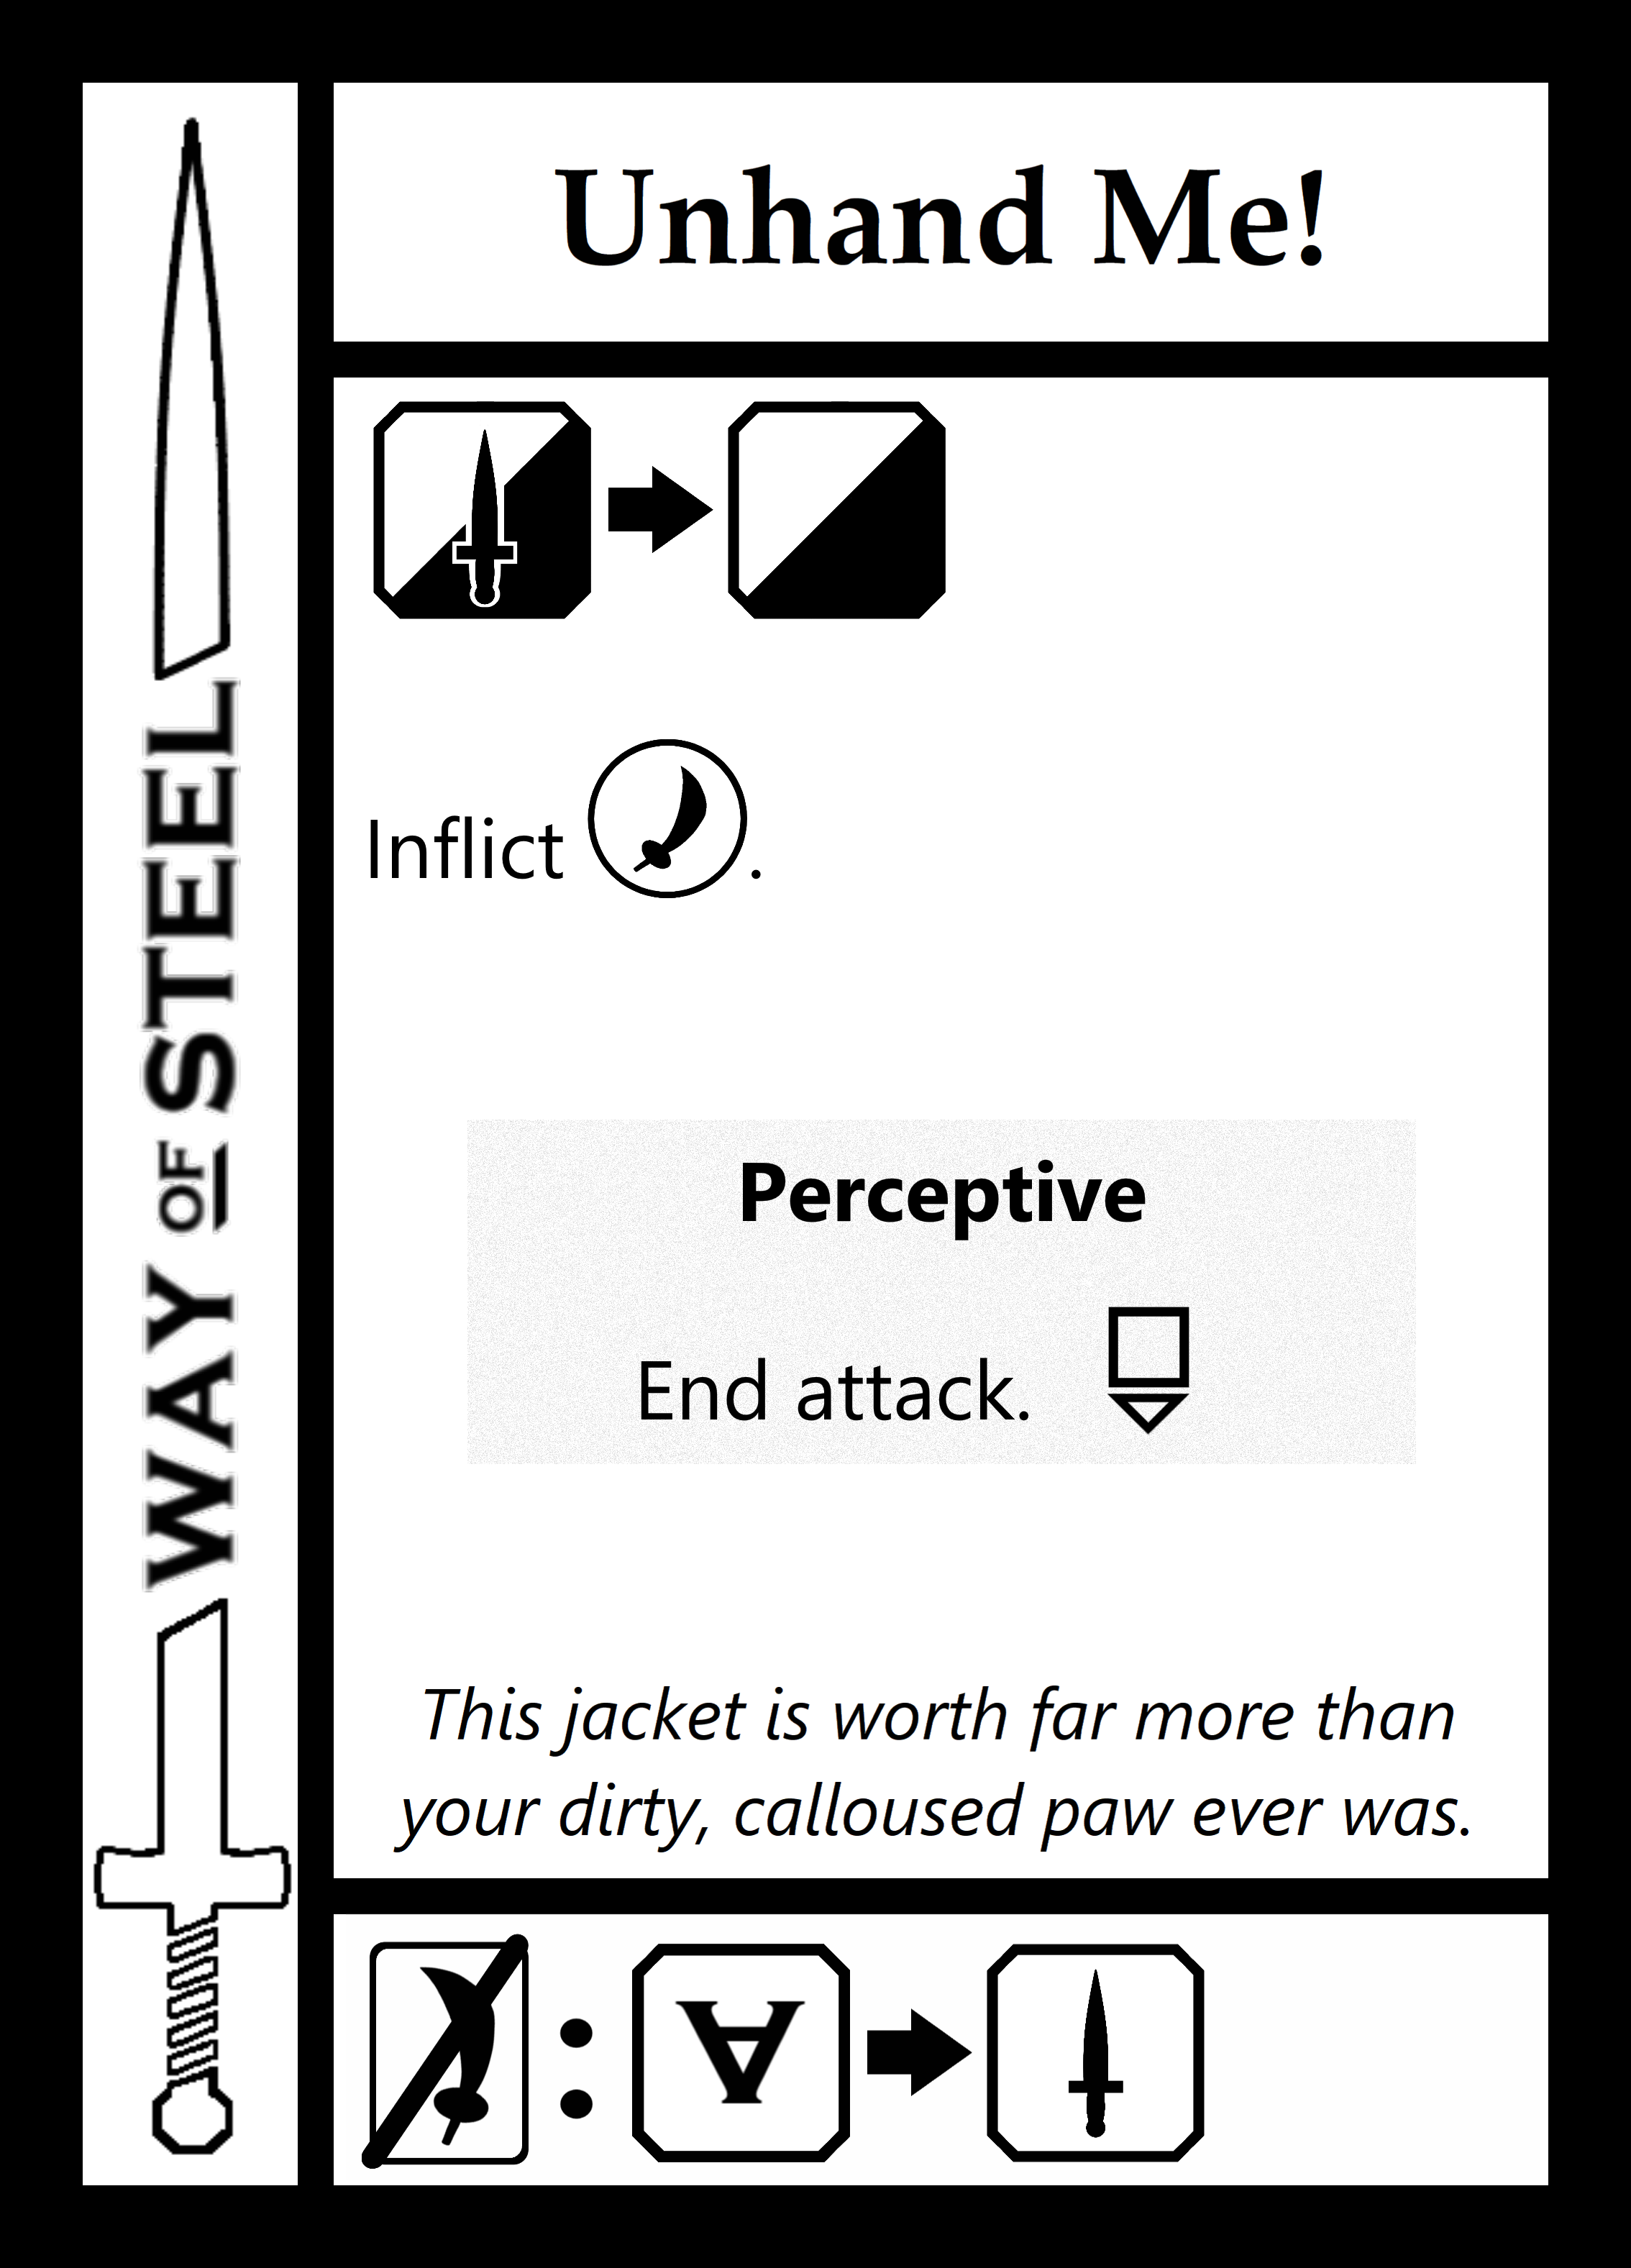 Unhand Me!
WAY OF STEEL
Inflict .
Perceptive
End attack.
This jacket is worth far more than
your dirty, calloused paw ever was.
: ∀